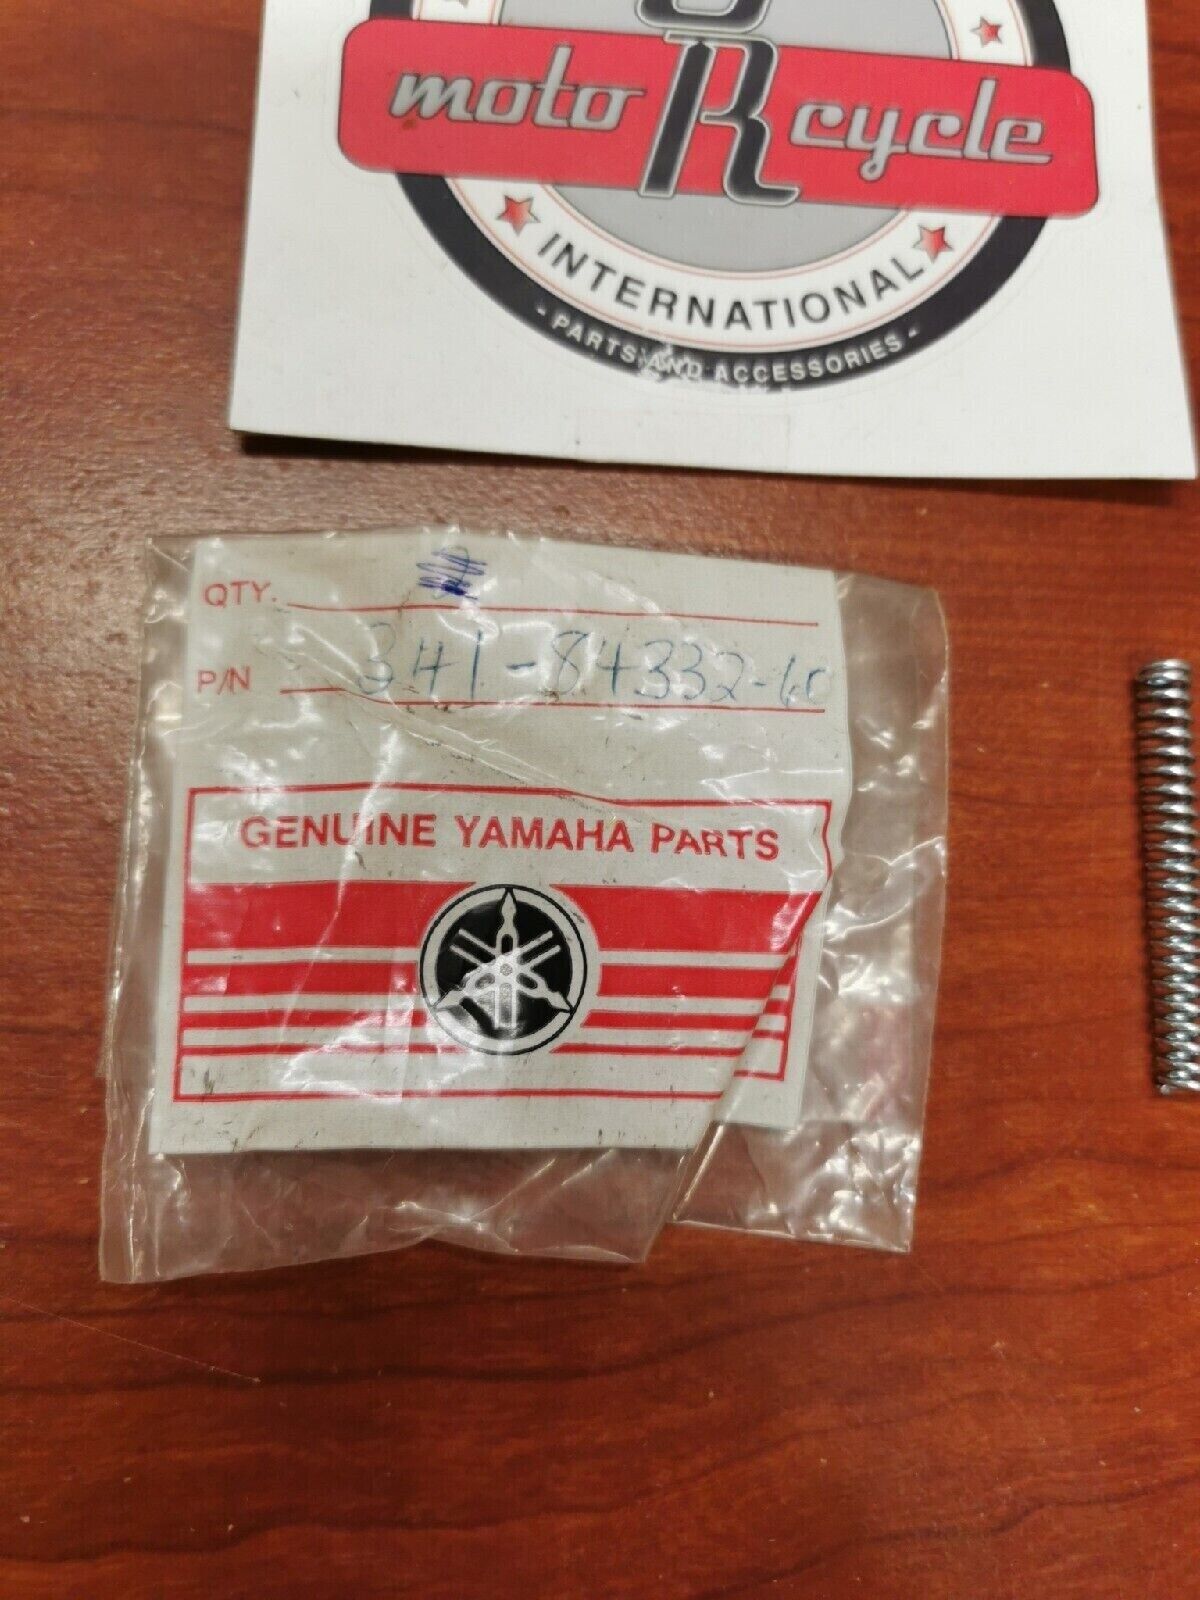 moto R cycle
INTERNATIONAL
- PARTS AND ACCESSORIES -
QTY.
P/N 341-84332-60
GENUINE YAMAHA PARTS